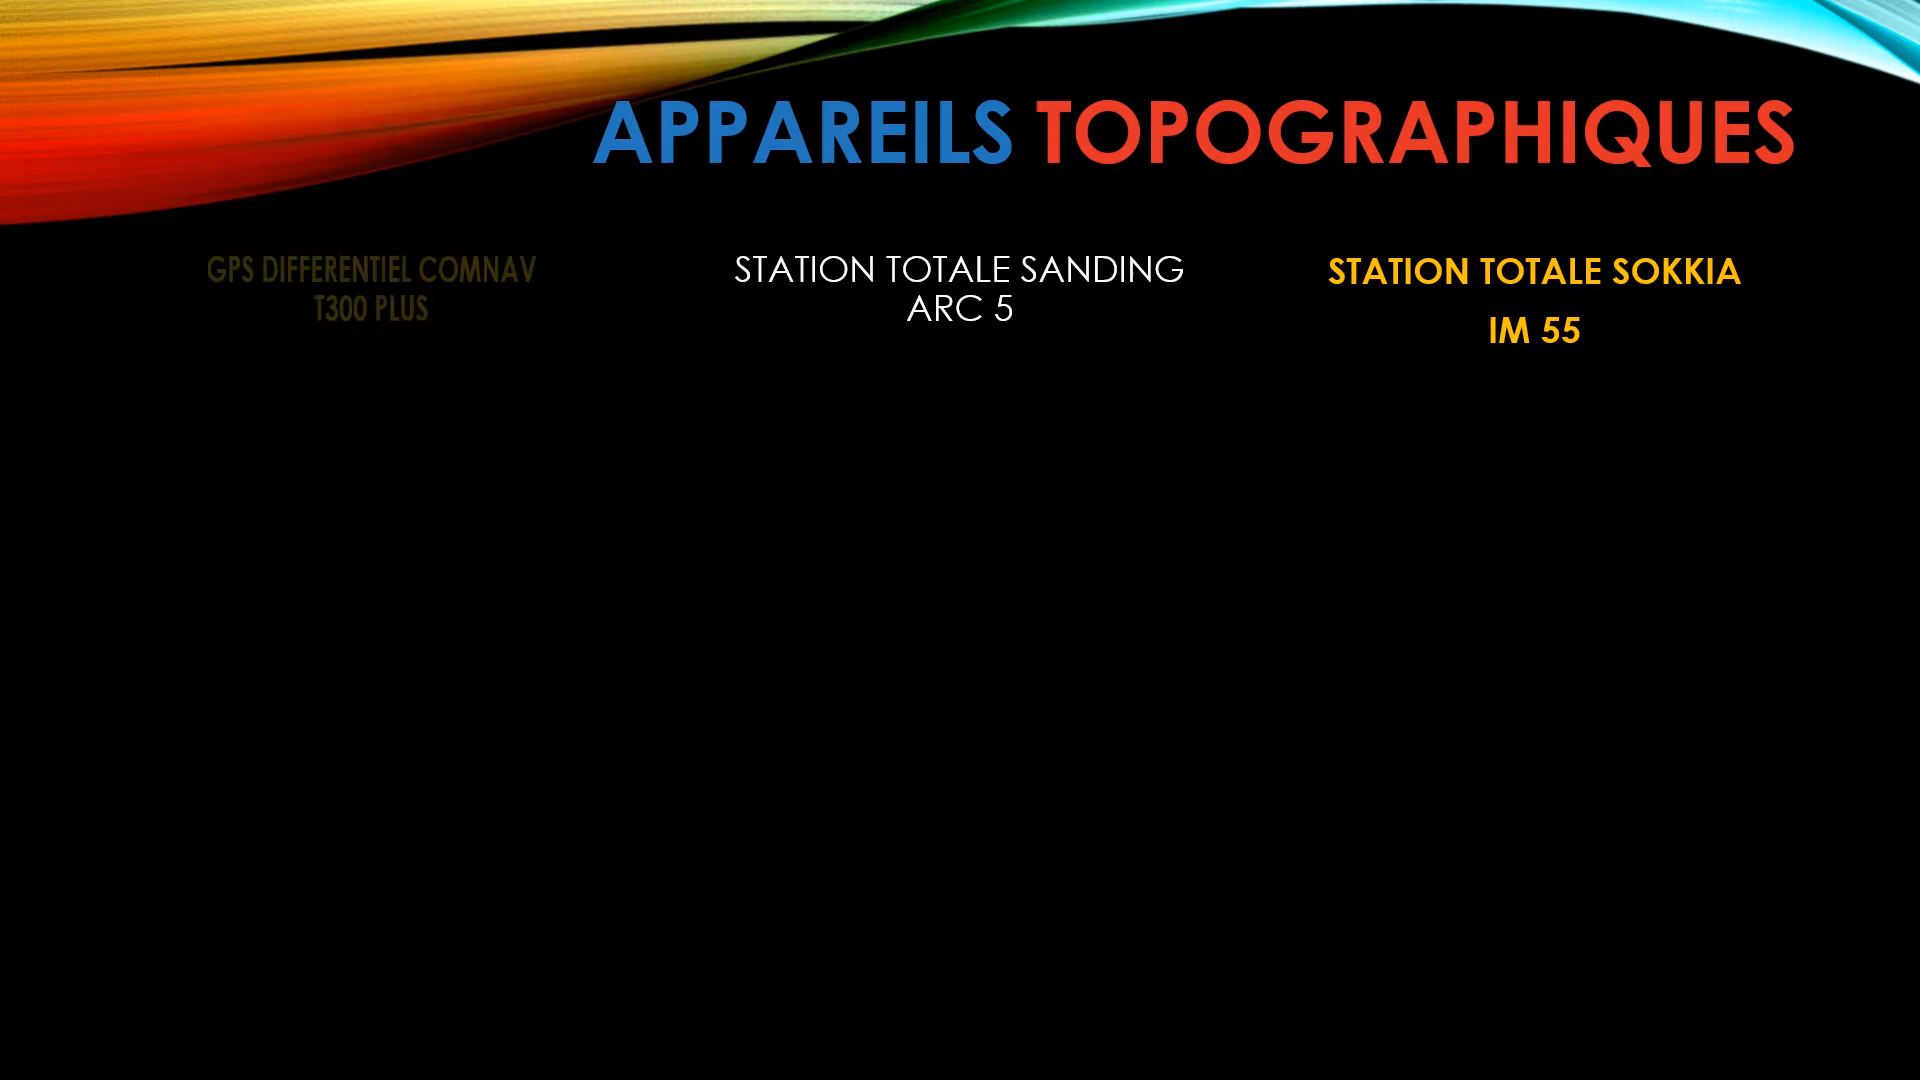 APPAREILS TOPOGRAPHIQUES
GPS DIFFERENTIEL COMNAV
T300 PLUS
STATION TOTALE SANDING
ARC 5
STATION TOTALE SOKKIA
IM 55